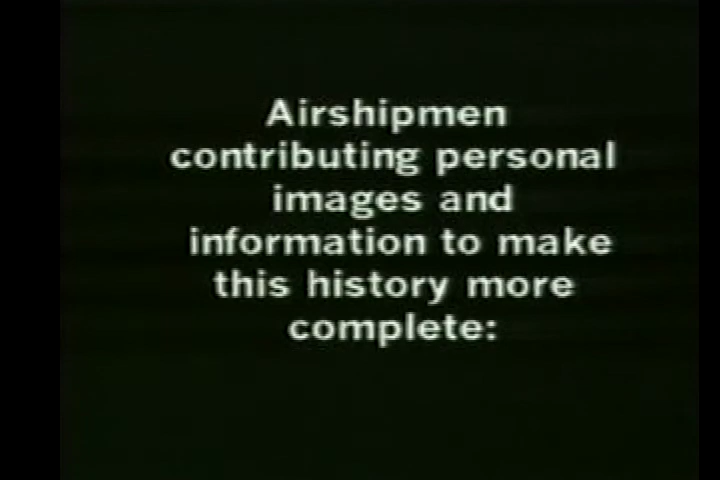 Airshipmen
contributing personal
images and
information to make
this history more
complete: